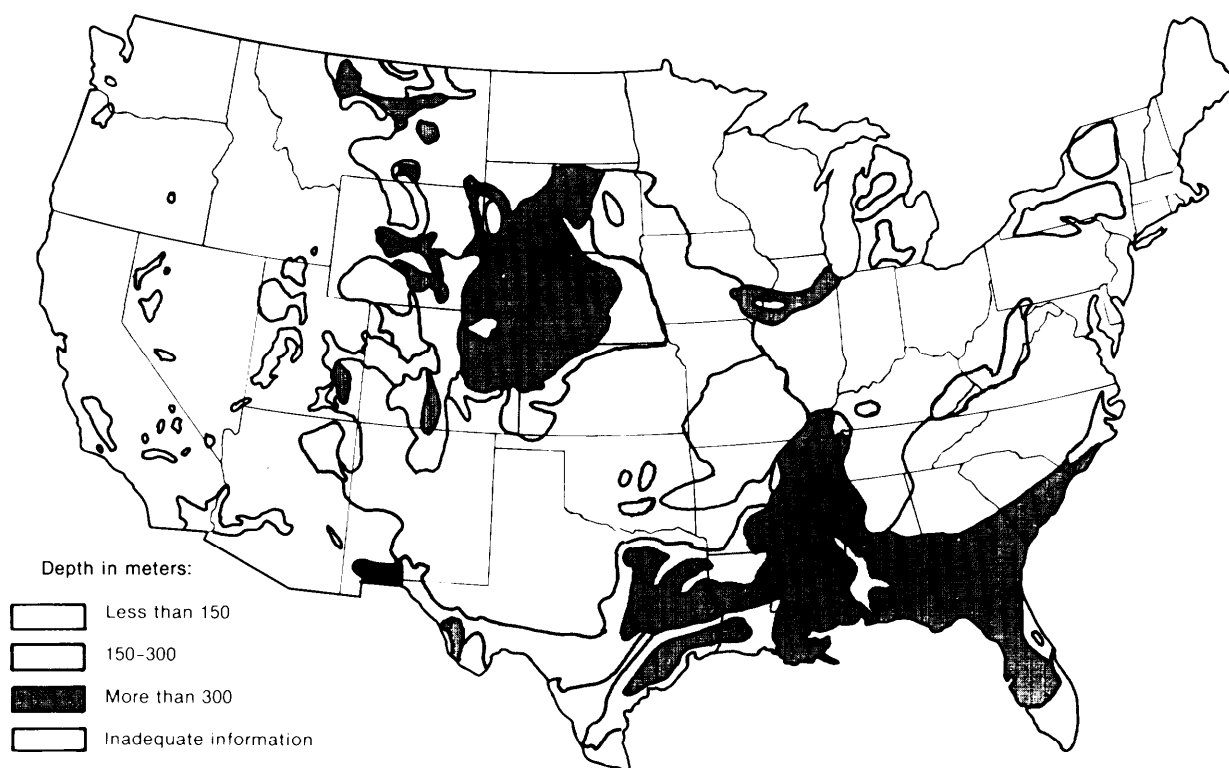 Depth in meters:
Less than 150
150-300
More than 300
Inadequate information